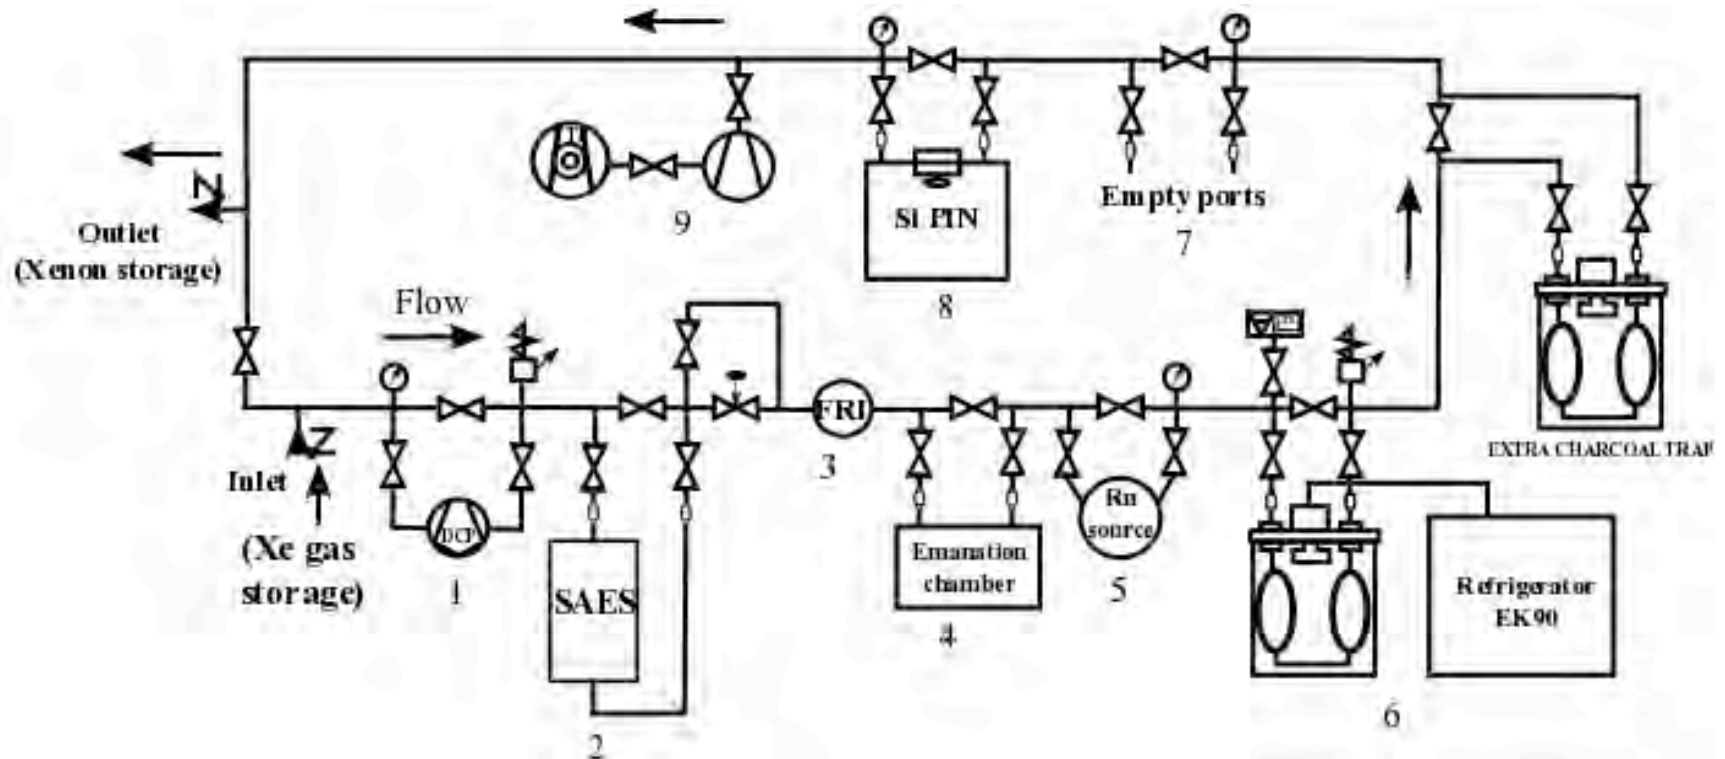 Si PIN
Empty ports
7
9
8
Outlet
(Xenon storage)
Flow
FRI
3
EXTRA CHARCOAL TRAP
Inlet
(Xe gas
storage)
DCP
1
SAES
2
Emanation
chamber
4
Rn
source
5
Refrigerator
EK90
6